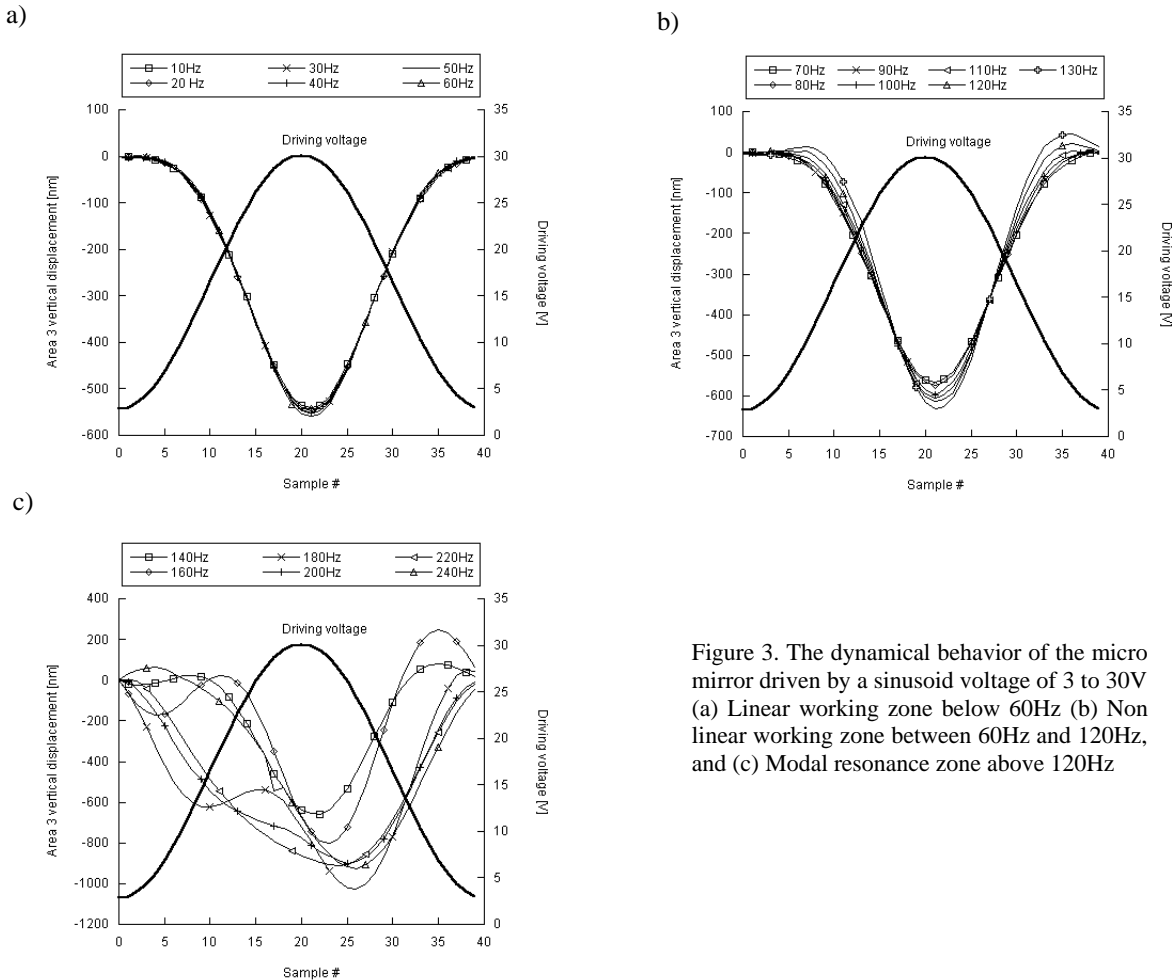 a)
10Hz 30Hz 50Hz
20 Hz 40Hz 60Hz
100 35
0 30
-100 25
-200 20
-300 15
-400 10
-500 5
-600 0
Driving voltage
Area 3 vertical displacement [nm]
Driving voltage [V]
0 5 10 15 20 25 30 35 40
Sample #
b)
70Hz 90Hz 110Hz 130Hz
80Hz 100Hz 120Hz
100 35
0 30
-100 25
-200 20
-300 15
-400 10
-500 5
-600 0
-700
Driving voltage
Area 3 vertical displacement [nm]
Driving voltage [V]
0 5 10 15 20 25 30 35 40
Sample #
c)
140Hz 180Hz 220Hz
160Hz 200Hz 240Hz
400 35
200 30
0 25
-200 20
-400 15
-600 10
-800 5
-1000 0
-1200
Driving voltage
Area 3 vertical displacement [nm]
Driving voltage [V]
0 5 10 15 20 25 30 35 40
Sample #
Figure 3. The dynamical behavior of the micro
mirror driven by a sinusoid voltage of 3 to 30V
(a) Linear working zone below 60Hz (b) Non
linear working zone between 60Hz and 120Hz,
and (c) Modal resonance zone above 120Hz